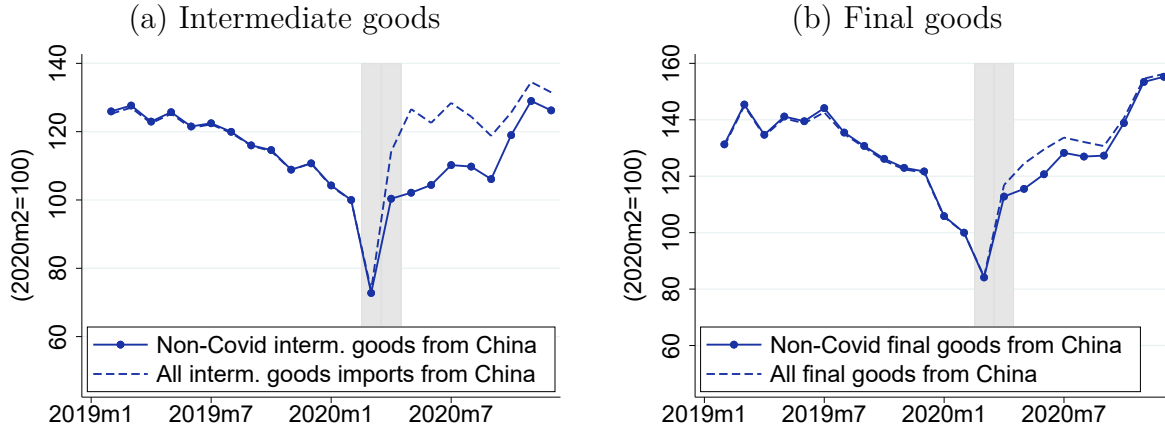 (a) Intermediate goods
(2020m2=100)
140
120
100
80
60
Non-Covid interm. goods from China
All interm. goods imports from China
2019m1 2019m7 2020m1 2020m7
(b) Final goods
(2020m2=100)
160
140
120
100
80
60
Non-Covid final goods from China
All final goods from China
2019m1 2019m7 2020m1 2020m7